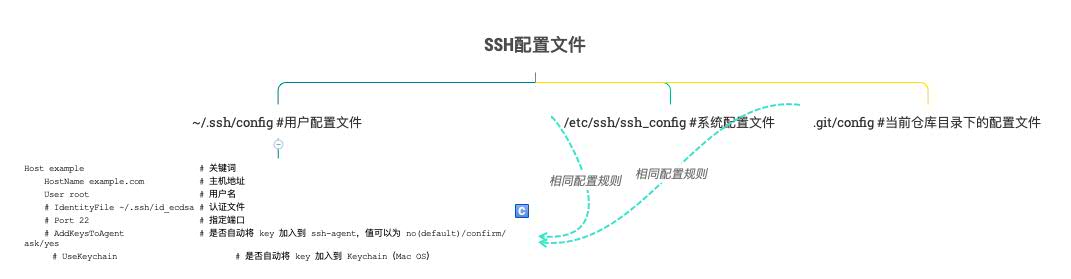 SSH配置文件
~/.ssh/config #用户配置文件
/etc/ssh/ssh_config #系统配置文件
.git/config #当前仓库目录下的配置文件
Host example # 关键词
HostName example.com # 主机地址
User root # 用户名
# IdentityFile ~/.ssh/id_ecdsa # 认证文件
# Port 22 # 指定端口
# AddKeysToAgent # 是否自动将 key 加入到 ssh-agent, 值可以为 no(default)/confirm/
ask/yes
# UseKeychain # 是否自动将 key 加入到 Keychain (Mac OS)
相同配置规则
相同配置规则
C